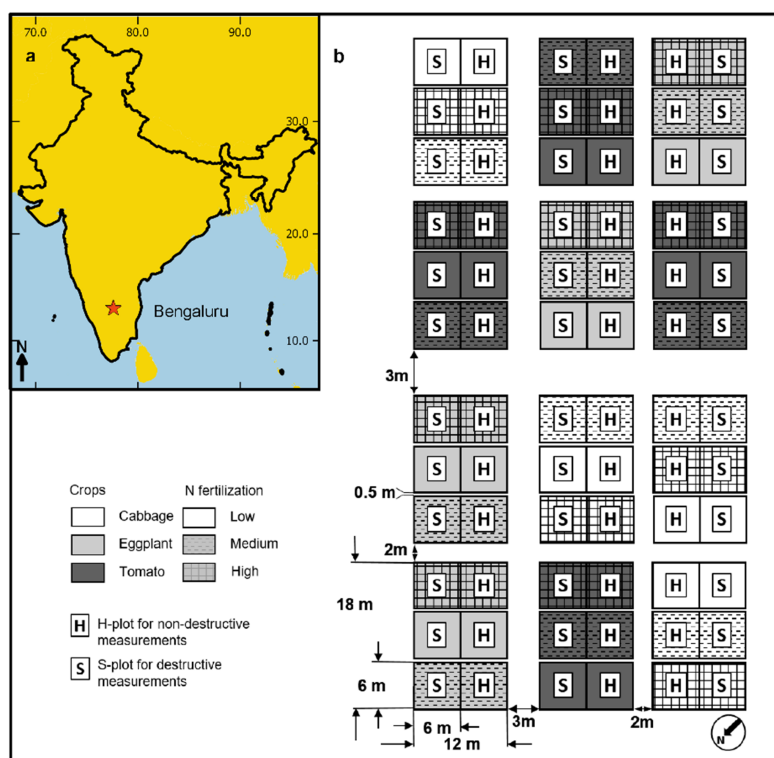 70.0 80.0 90.0
a
30.0
20.0
10.0
Bengaluru
N
b
S H S H H S
S H S H H S
S H S H H S
S H S H H S
S H S H H S
S H S H H S
3m
S H S H H S
S H S H H S
0.5 m
S H S H H S
2m
S H S H H S
18 m
S H S H H S
6 m
S H S H H S
6 m
3m
2m
12 m
N
Crops N fertilization
Cabbage Low
Eggplant Medium
Tomato High
H H-plot for non-destructive
measurements
S S-plot for destructive
measurements